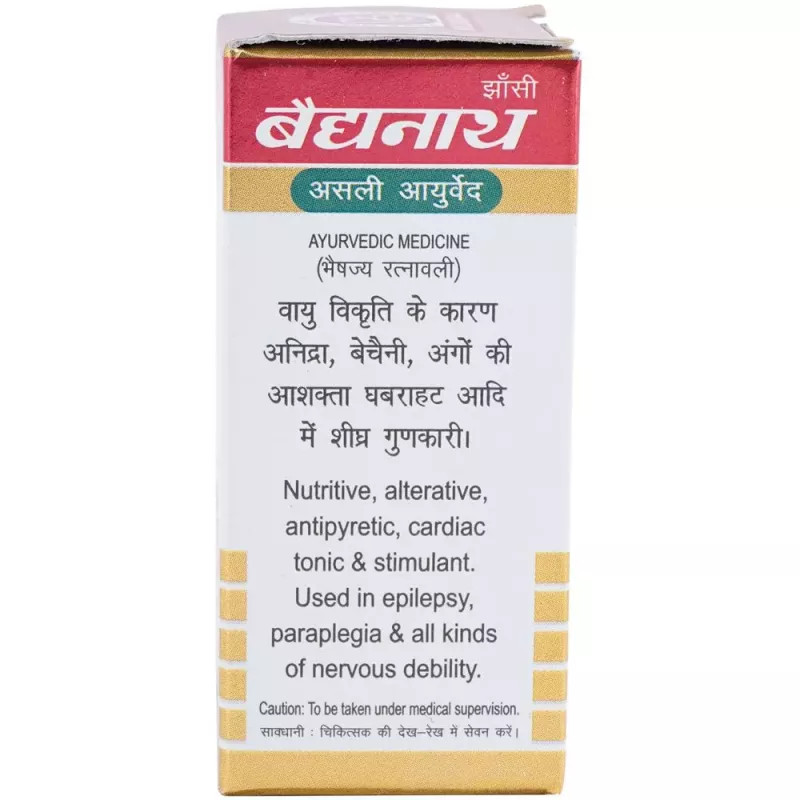 झाँसी
बैद्यनाथ
असली आयुर्वेद
AYURVEDIC MEDICINE
(भैषज्य रत्नावली)
वायु विकृति के कारण
अनिद्रा, बेचैनी, अंगों की
आशक्ता घबराहट आदि
में शीघ्र गुणकारी।
Nutritive, alterative,
antipyretic, cardiac
tonic & stimulant.
Used in epilepsy,
paraplegia & all kinds
of nervous debility.
Caution: To be taken under medical supervision.
सावधानी : चिकित्सक की देख-रेख में सेवन करें।